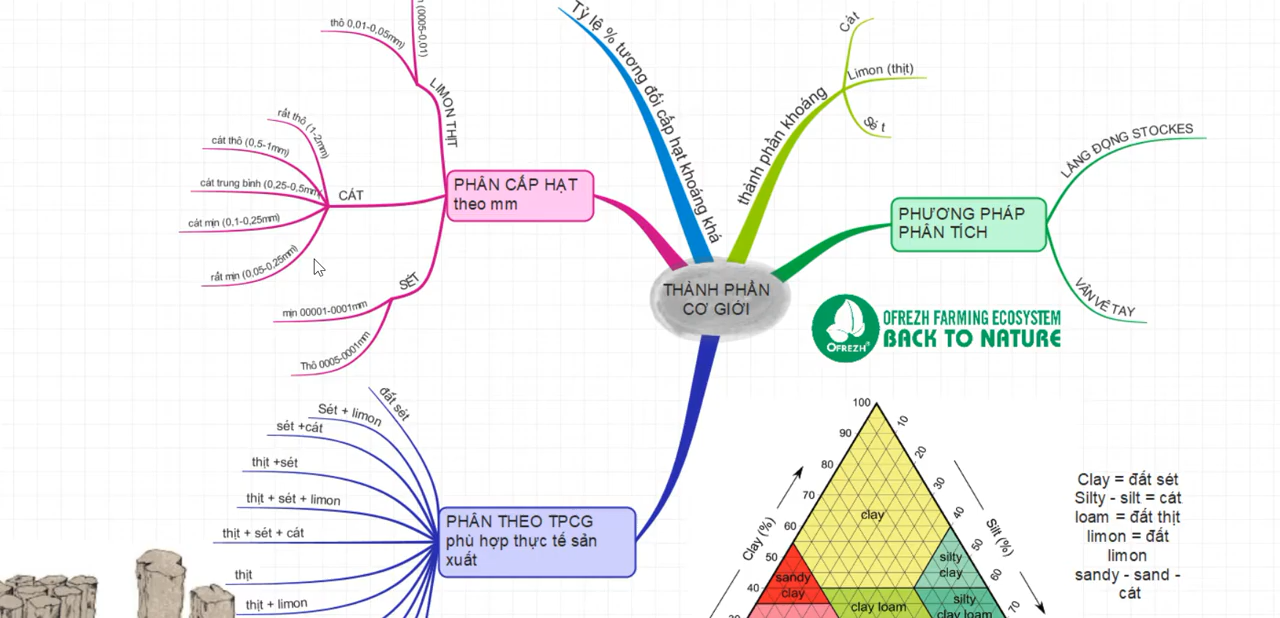 thô 0,01-0,05mm)
(0005-0,01)
LIMON THỊT
rất thô (1-2mm)
cát thô (0,5-1mm)
cát trung bình (0,25-0,5mm)
cát mịn (0,1-0,25mm)
rất mịn (0,05-0,25mm)
CÁT
SÉT
mịn 00001-0001mm
Thô 0005-0001mm
PHÂN CẤP HẠT
theo mm
Tỷ lệ % tương đối cấp hạt khoáng khá
thành phần khoáng
Cát
Limon (thịt)
Sé t
PHƯƠNG PHÁP
PHÂN TÍCH
LẮNG ĐỌNG STOCKES
VÂN VÊ TAY
THÀNH PHẦN
CƠ GIỚI
OFREZH
OFREZH FARMING ECOSYSTEM
BACK TO NATURE
đất sét
Sét + limon
sét +cát
thịt +sét
thịt + sét + limon
thịt + sét + cát
thịt
thịt + limon
PHÂN THEO TPCG
phù hợp thực tế sản
xuất
100
90
80
70
60
50
40
10
20
30
40
50
60
70
Clay (%)
Silt (%)
clay
silty
clay
sandy
clay
clay loam
silty
clay loam
Clay = đất sét
Silty - silt = cát
loam = đất thịt
limon = đất
limon
sandy - sand -
cát